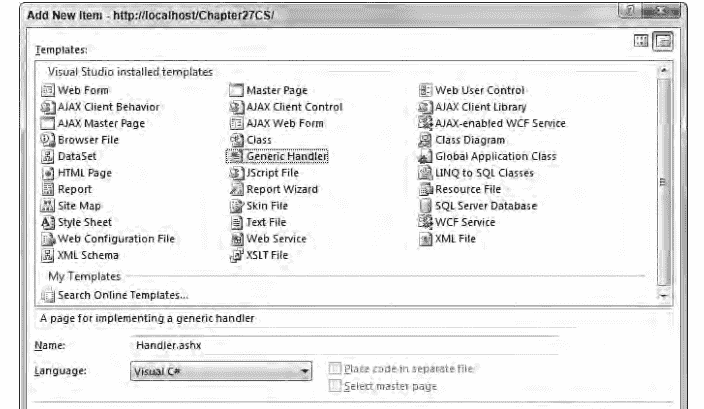 Add New Item - http://localhost/Chapter27CS/
Templates:
Visual Studio installed templates
Web Form Master Page Web User Control
AJAX Client Behavior AJAX Client Control AJAX Client Library
AJAX Master Page AJAX Web Form AJAX-enabled WCF Service
Browser File Class Class Diagram
DataSet Generic Handler Global Application Class
HTML Page JScript File LINQ to SQL Classes
Report Report Wizard Resource File
Site Map Skin File SQL Server Database
Style Sheet Text File WCF Service
Web Configuration File Web Service XML File
XML Schema XSLT File
My Templates
Search Online Templates...
A page for implementing a generic handler
Name: Handler.ashx
Language: Visual C# Place code in separate file
Select master page